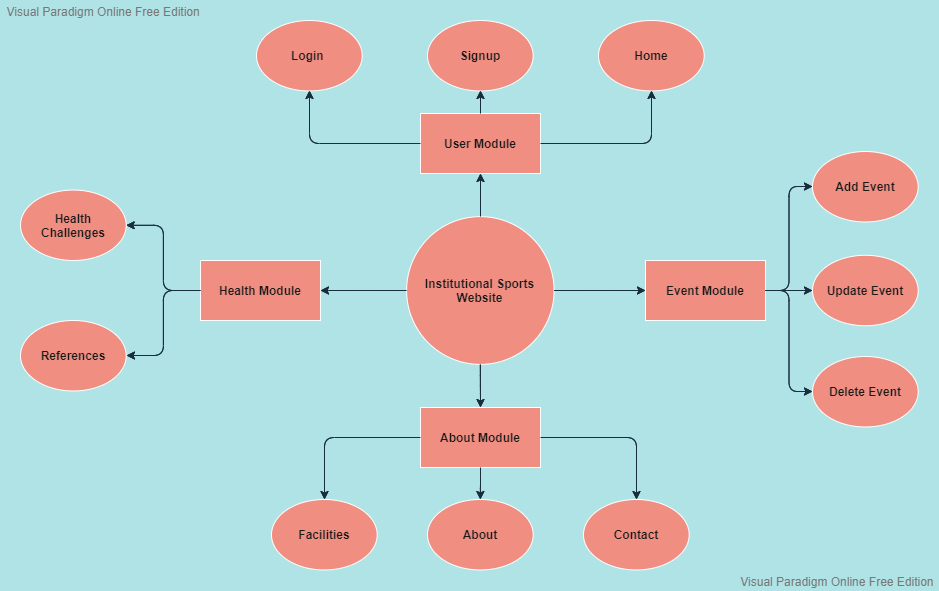 Visual Paradigm Online Free Edition
Login
Signup
Home
User Module
Add Event
Health
Challenges
Health Module
Institutional Sports
Website
Event Module
Update Event
References
Delete Event
About Module
Facilities
About
Contact
Visual Paradigm Online Free Edition